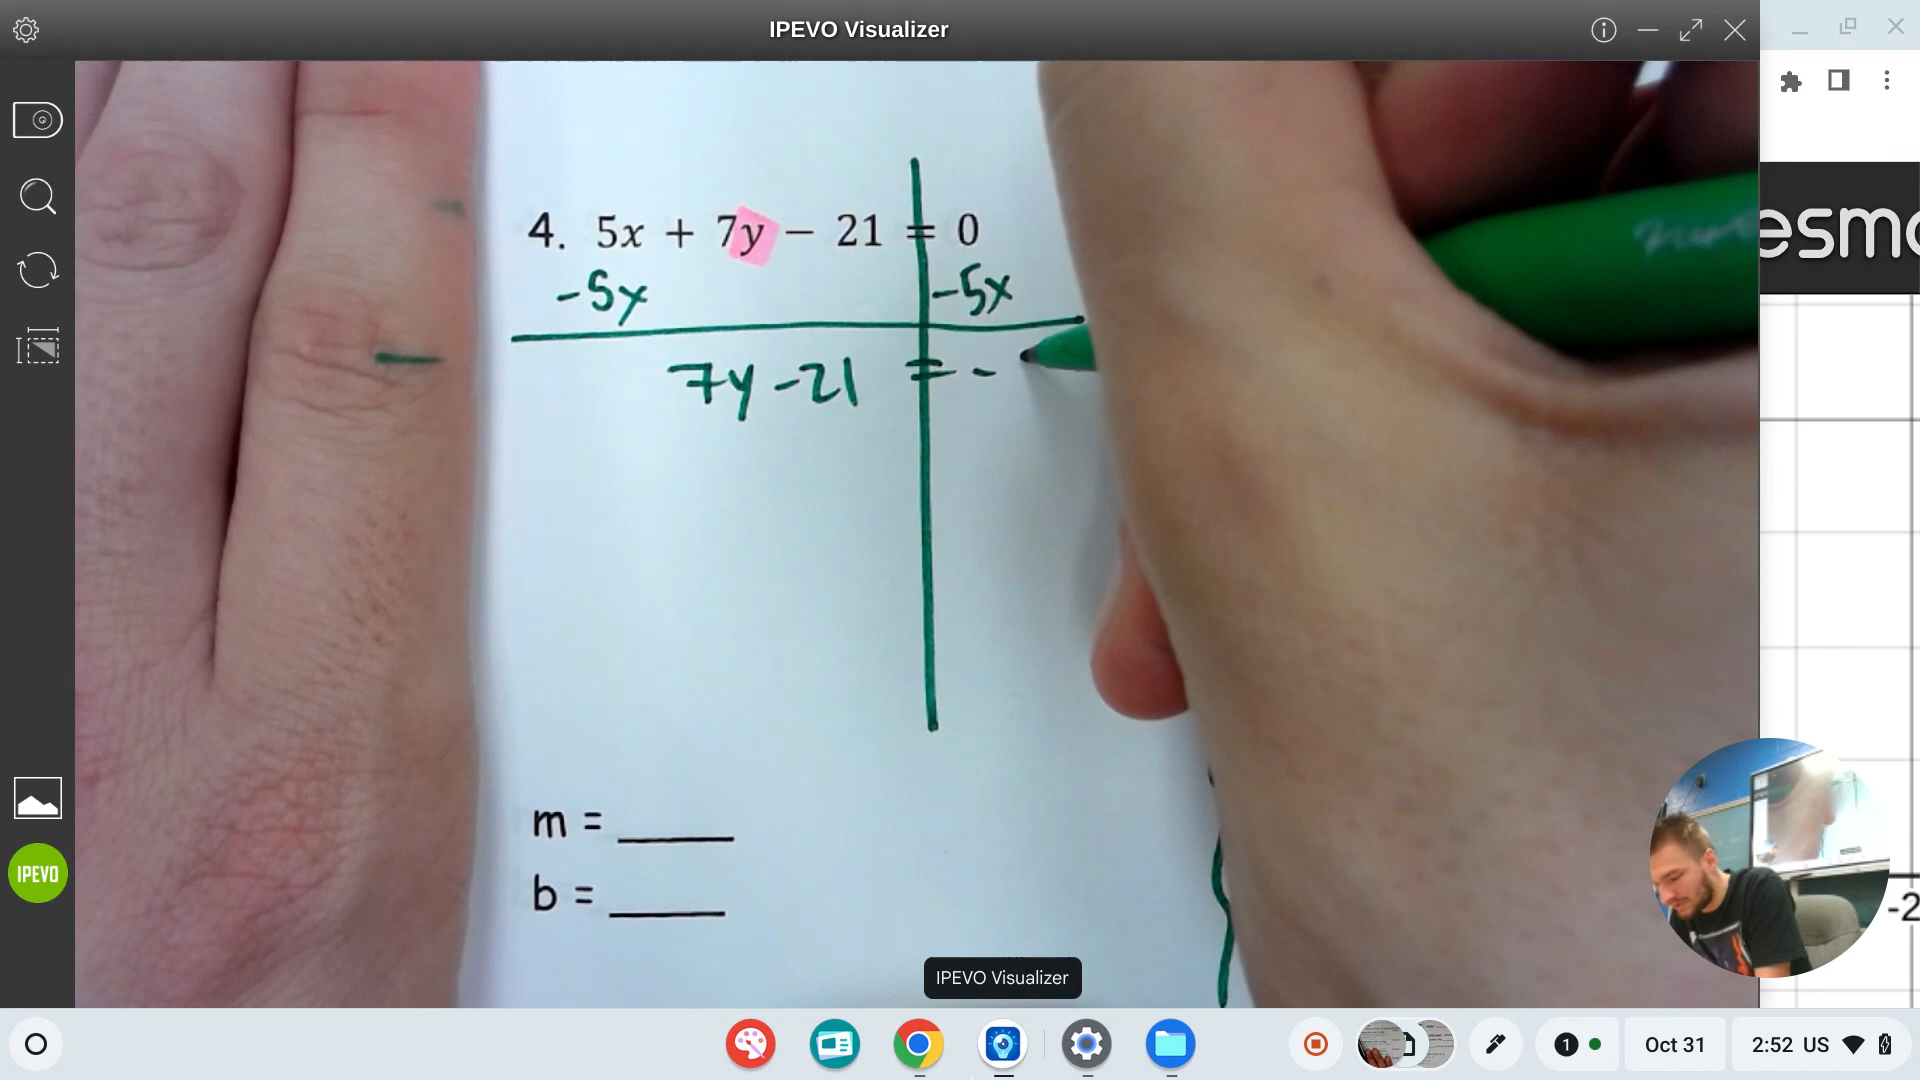 IPEVO Visualizer
esm
4. 5x + 7y − 21 = 0
-5x -5x
7y -21 = -
m = ____
b = ____
-2
IPEVO
IPEVO Visualizer
1
Oct 31
2:52 US